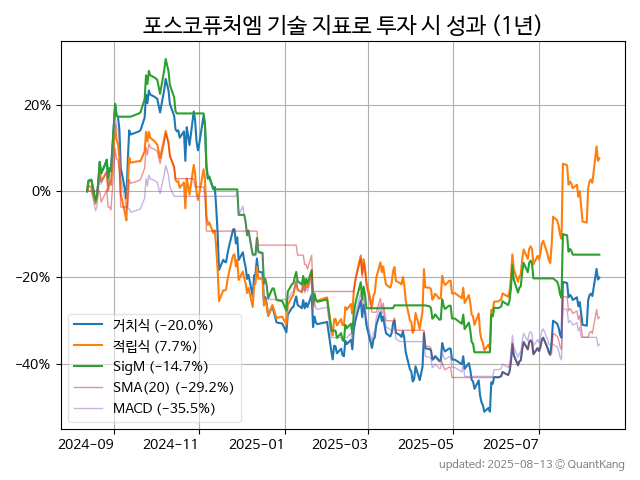 포스코퓨처엠 기술 지표로 투자 시 성과 (1년)
20%
0%
−20%
−40%
거치식 (−20.0%)
적립식 (7.7%)
SigM (−14.7%)
SMA(20) (−29.2%)
MACD (−35.5%)
2024−09
2024−11
2025−01
2025−03
2025−05
2025−07
updated: 2025-08-13 © QuantKang